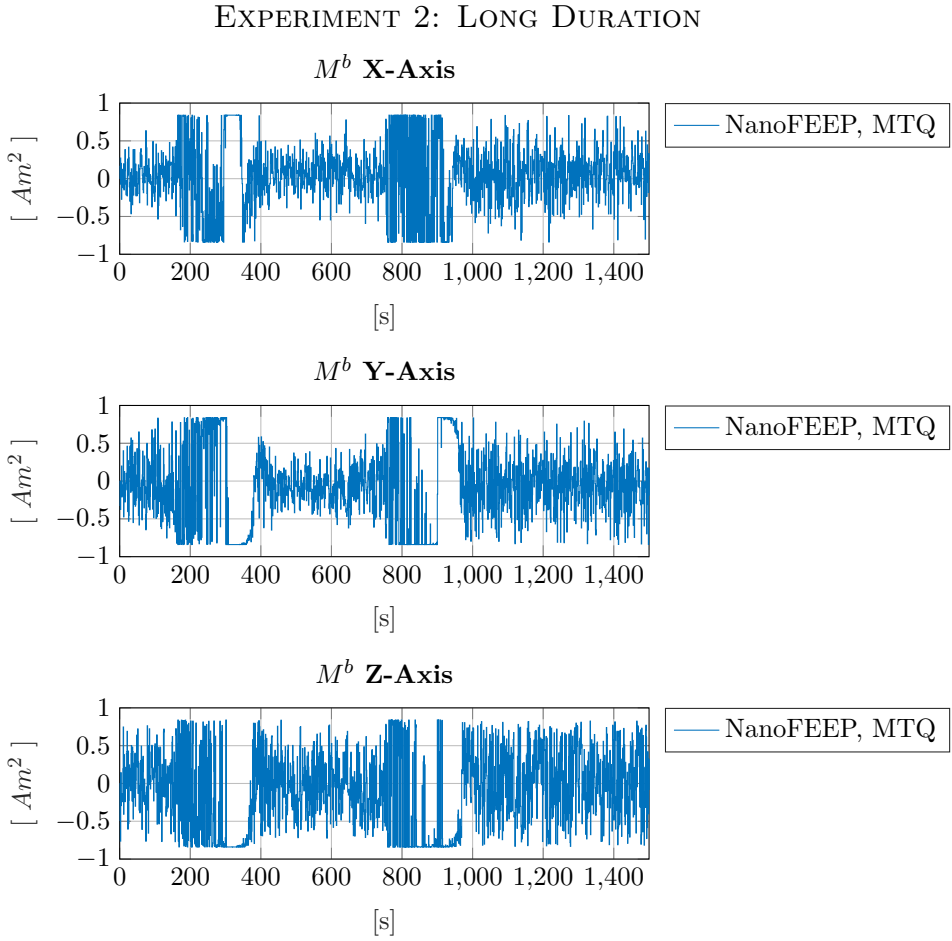 EXPERIMENT 2: LONG DURATION
M^b X-Axis
[ Am^2 ]
1
0.5
0
−0.5
−1
0 200 400 600 800 1,000 1,200 1,400
[s]
NanoFEEP, MTQ
M^b Y-Axis
[ Am^2 ]
1
0.5
0
−0.5
−1
0 200 400 600 800 1,000 1,200 1,400
[s]
NanoFEEP, MTQ
M^b Z-Axis
[ Am^2 ]
1
0.5
0
−0.5
−1
0 200 400 600 800 1,000 1,200 1,400
[s]
NanoFEEP, MTQ